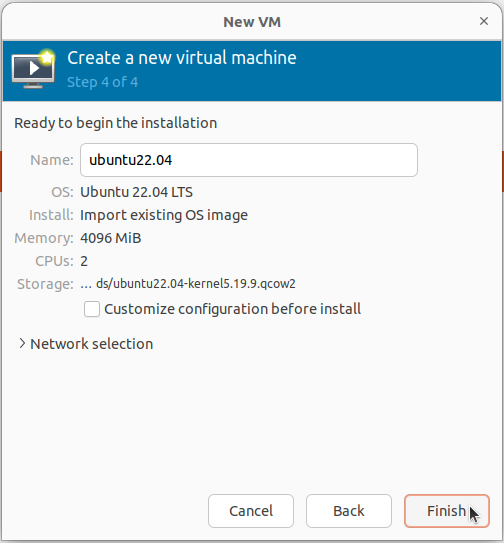 New VM
Create a new virtual machine
Step 4 of 4
Ready to begin the installation
Name: ubuntu22.04
OS: Ubuntu 22.04 LTS
Install: Import existing OS image
Memory: 4096 MiB
CPUs: 2
Storage: ... ds/ubuntu22.04-kernel5.19.9.qcow2
Customize configuration before install
Network selection
Cancel Back Finish